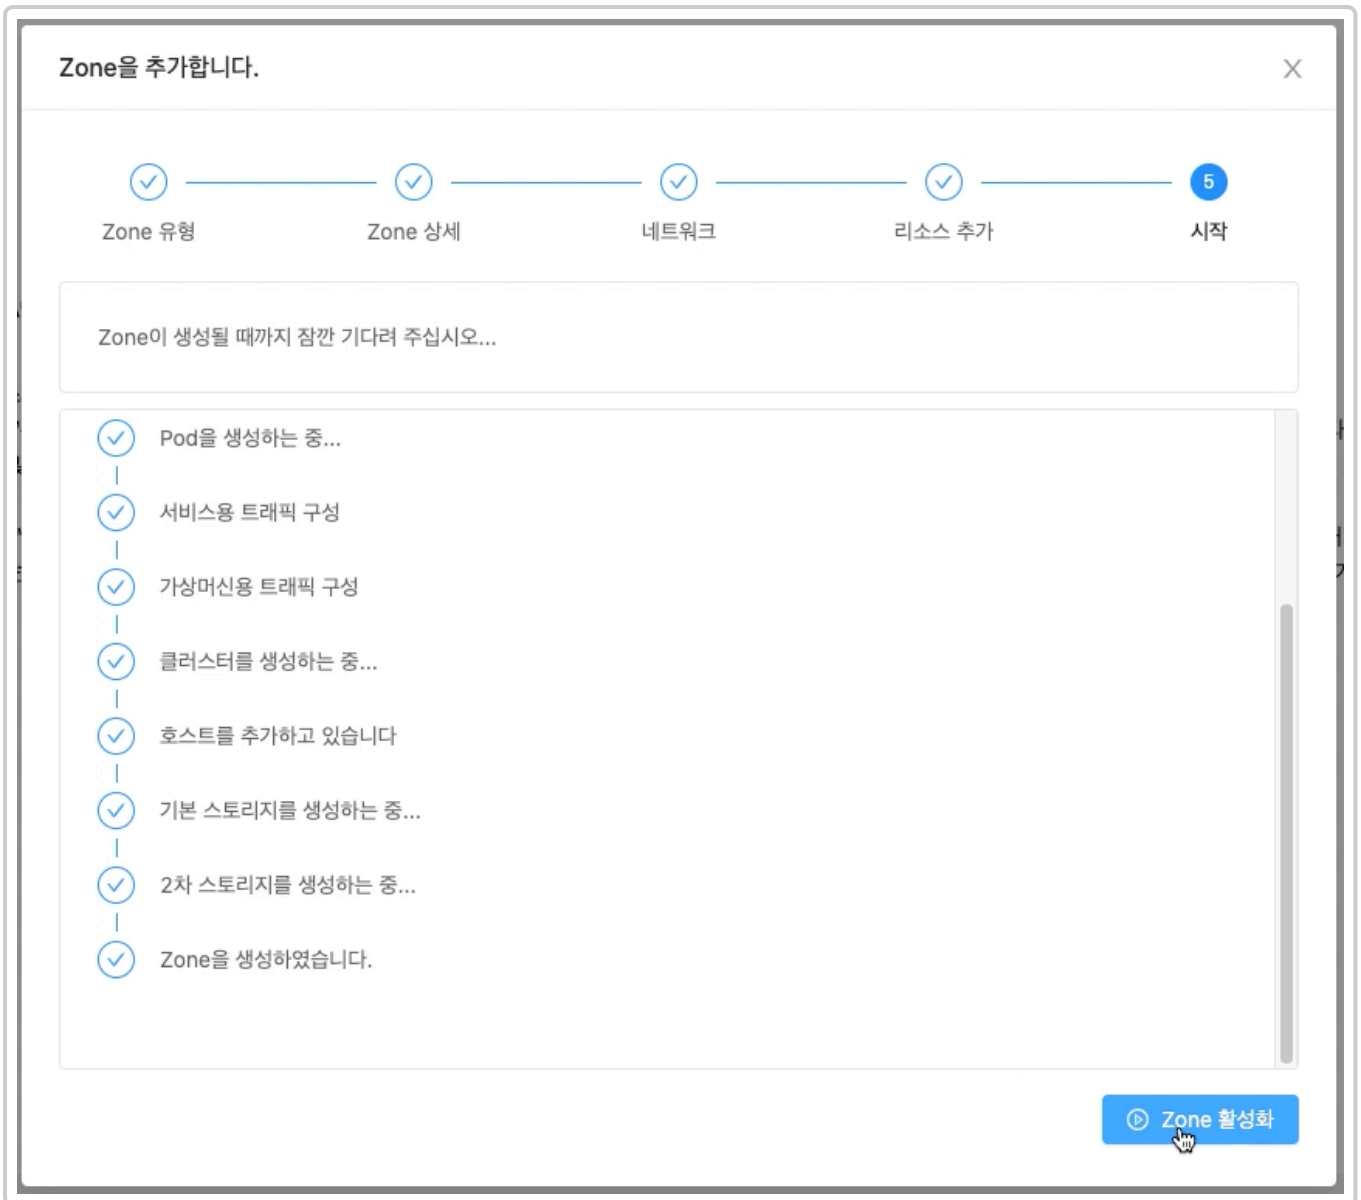 Zone을 추가합니다.
X
5
Zone 유형
Zone 상세
네트워크
리소스 추가
시작
Zone이 생성될 때까지 잠깐 기다려 주십시오...
Pod을 생성하는 중...
서비스용 트래픽 구성
가상머신용 트래픽 구성
클러스터를 생성하는 중...
호스트를 추가하고 있습니다
기본 스토리지를 생성하는 중...
2차 스토리지를 생성하는 중...
Zone을 생성하였습니다.
Zone 활성화